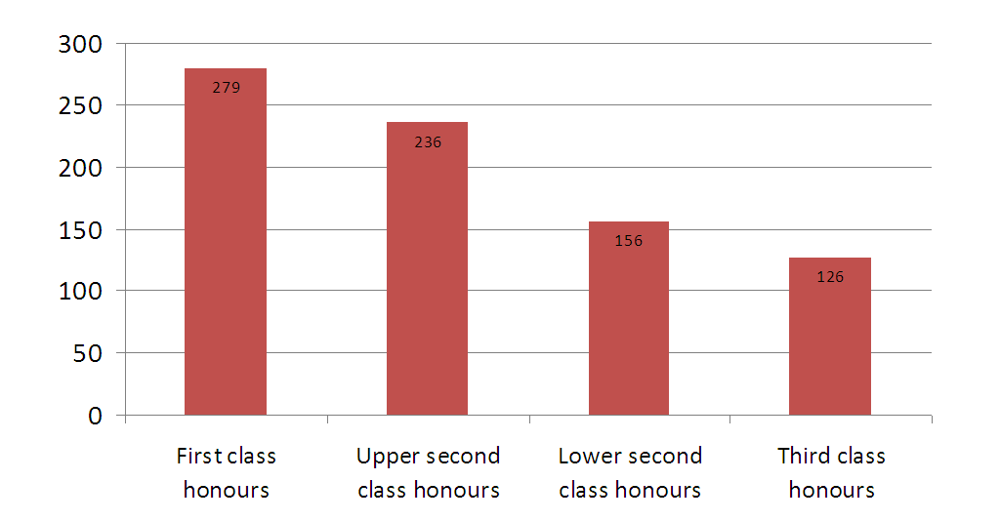 300
250
200
150
100
50
0
279
236
156
126
First class
honours
Upper second
class honours
Lower second
class honours
Third class
honours